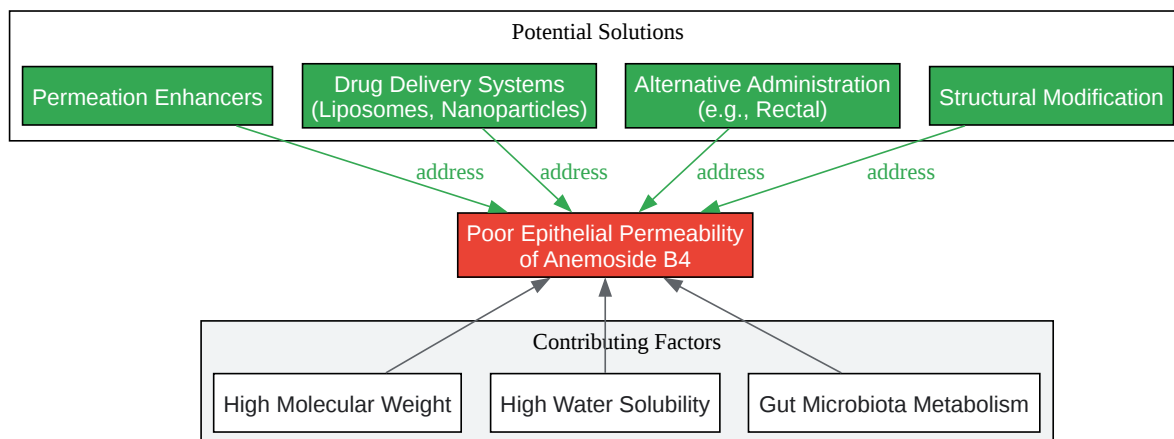 Potential Solutions
Permeation Enhancers
Drug Delivery Systems
(Liposomes, Nanoparticles)
Alternative Administration
(e.g., Rectal)
Structural Modification
address
address
address
address
Poor Epithelial Permeability
of Anemoside B4
Contributing Factors
High Molecular Weight
High Water Solubility
Gut Microbiota Metabolism